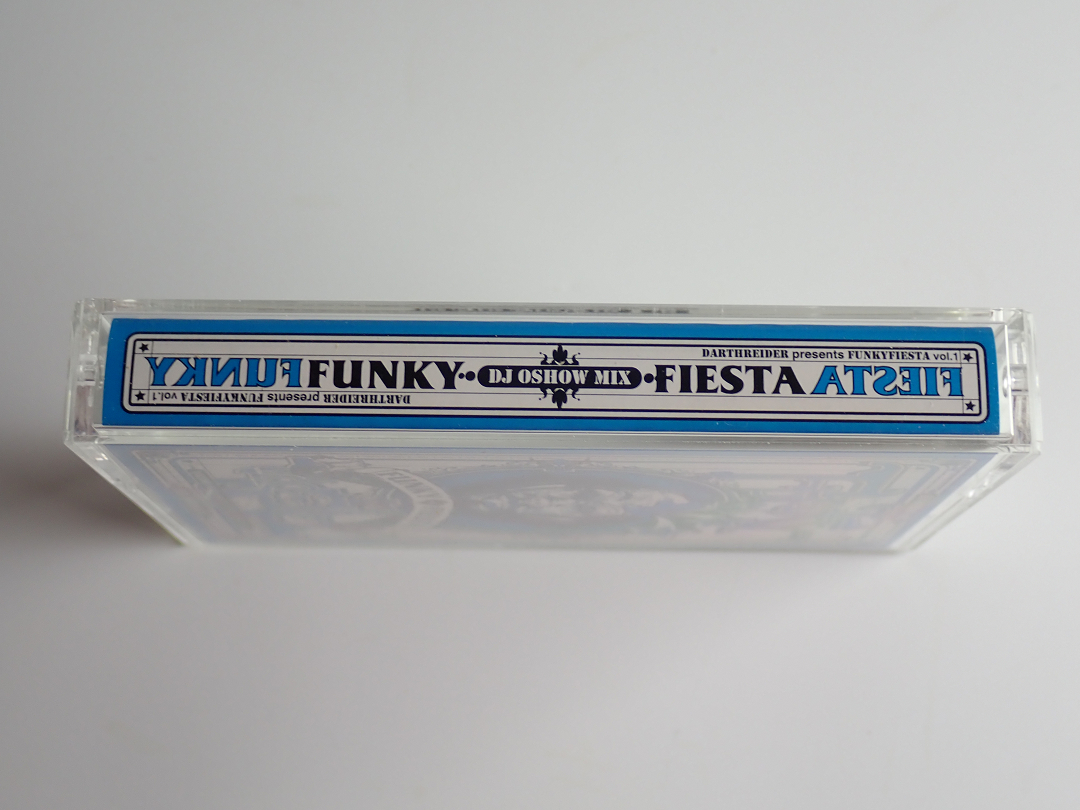 DARTHREIDER presents FUNKYFIESTA vol.1
FUNKY FUNKY DJ OSHOW MIX FIESTA FIESTA
DARTHREIDER presents FUNKYFIESTA vol.1